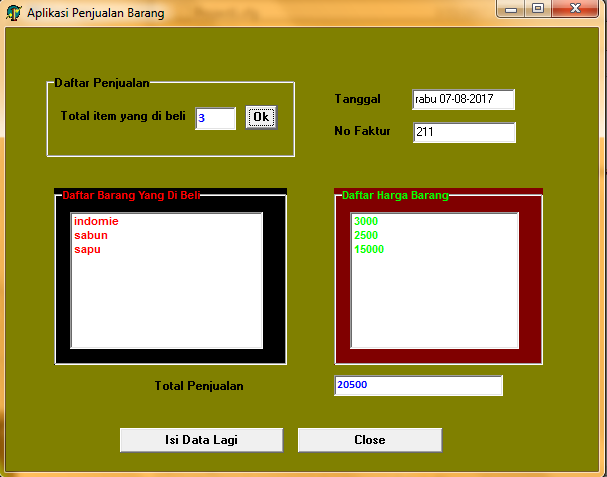 Aplikasi Penjualan Barang
Daftar Penjualan
Total item yang di beli 3 Ok
Tanggal rabu 07-08-2017
No Faktur 211
Daftar Barang Yang Di Beli
indomie
sabun
sapu
Daftar Harga Barang
3000
2500
15000
Total Penjualan 20500
Isi Data Lagi
Close